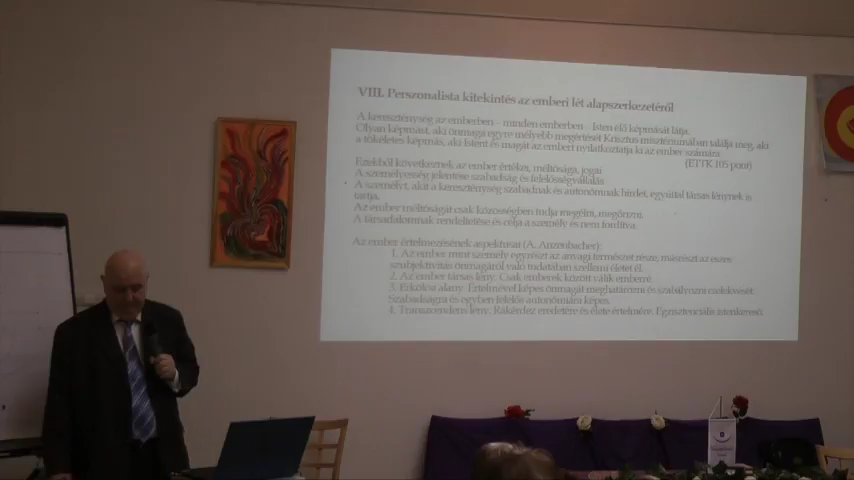 VIII. Perszonalista kitekintés az emberi lét alapszerkezetéről
A kereszténység az emberben – minden emberben – Isten élő képmását látja.
Olyan képmást, aki önmaga egyre mélyebb megértését Krisztus misztériumában találja meg, aki
a tökéletes képmás, aki Istent és magát az embert nyilatkoztatja ki az ember számára.
(ETTK 105 pont)
Ezekből következnek az ember értékei, méltósága, jogai.
A személyesség jelentése szabadság és felelősségvállalás.
A személyt, akit a kereszténység szabadnak és autonómnak hirdet, egyúttal társas lénynek is
tartja.
Az ember méltóságát csak közösségben tudja megélni, megőrizni.
A társadalomnak rendeltetése és célja a személy és nem fordítva.
Az ember értelmezésének aspektusai (A. Anzenbacher):
1. Az ember mint személy egyrészt az anyagi természet része, másrészt az eszes
szubjektivitás önmagáról való tudatában szellemi életet él.
2. Az ember társas lény. Csak emberek között válik emberré.
3. Erkölcsi alany. Értelmével képes önmagát meghatározni és szabályozni cselekvését.
Szabadságra és egyben felelős autonómiára képes.
4. Transzcendens lény. Rákérdez eredetére és élete értelmére. Egzisztenciális istenkereső.